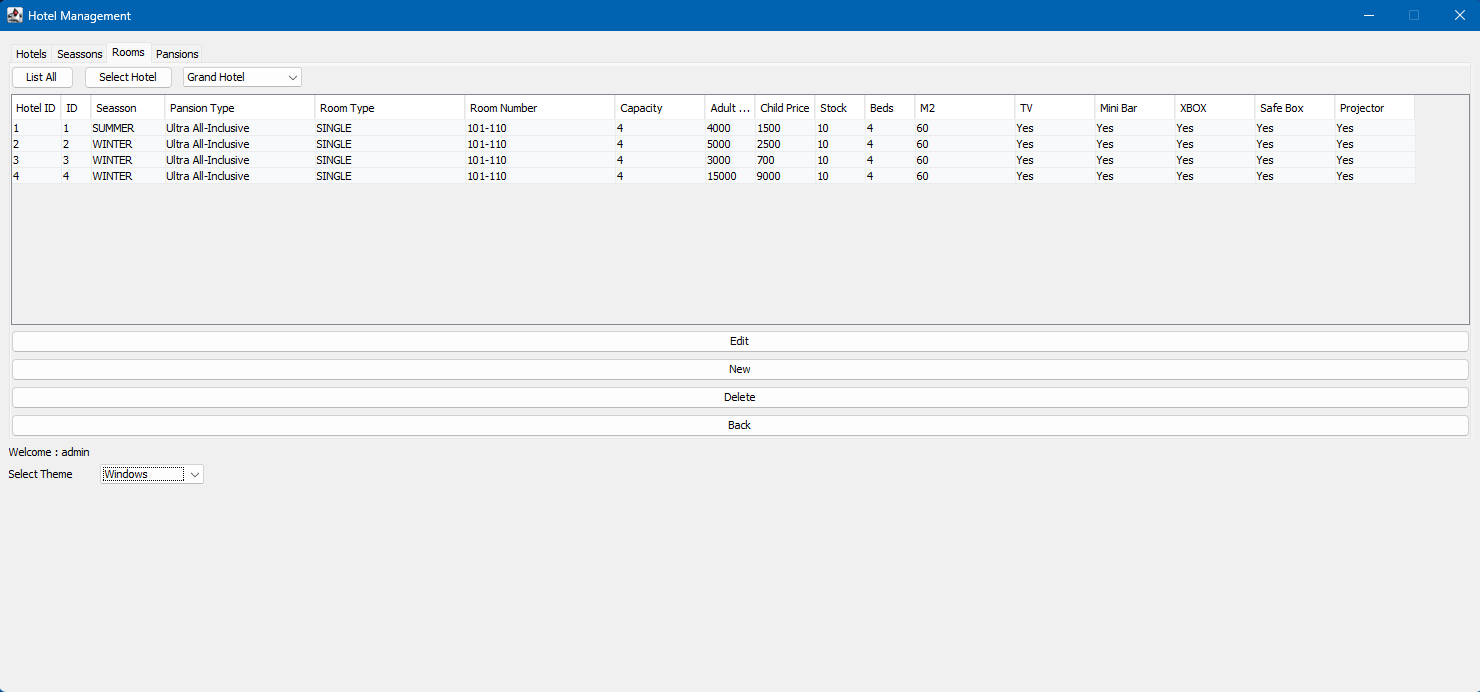 Hotel Management
Hotels Seassons Rooms Pansions
List All Select Hotel Grand Hotel
Hotel ID ID Seasson Pansion Type Room Type Room Number Capacity Adult ... Child Price Stock Beds M2 TV Mini Bar XBOX Safe Box Projector
1 1 SUMMER Ultra All-Inclusive SINGLE 101-110 4 4000 1500 10 4 60 Yes Yes Yes Yes Yes
2 2 WINTER Ultra All-Inclusive SINGLE 101-110 4 5000 2500 10 4 60 Yes Yes Yes Yes Yes
3 3 WINTER Ultra All-Inclusive SINGLE 101-110 4 3000 700 10 4 60 Yes Yes Yes Yes Yes
4 4 WINTER Ultra All-Inclusive SINGLE 101-110 4 15000 9000 10 4 60 Yes Yes Yes Yes Yes
Edit
New
Delete
Back
Welcome : admin
Select Theme Windows